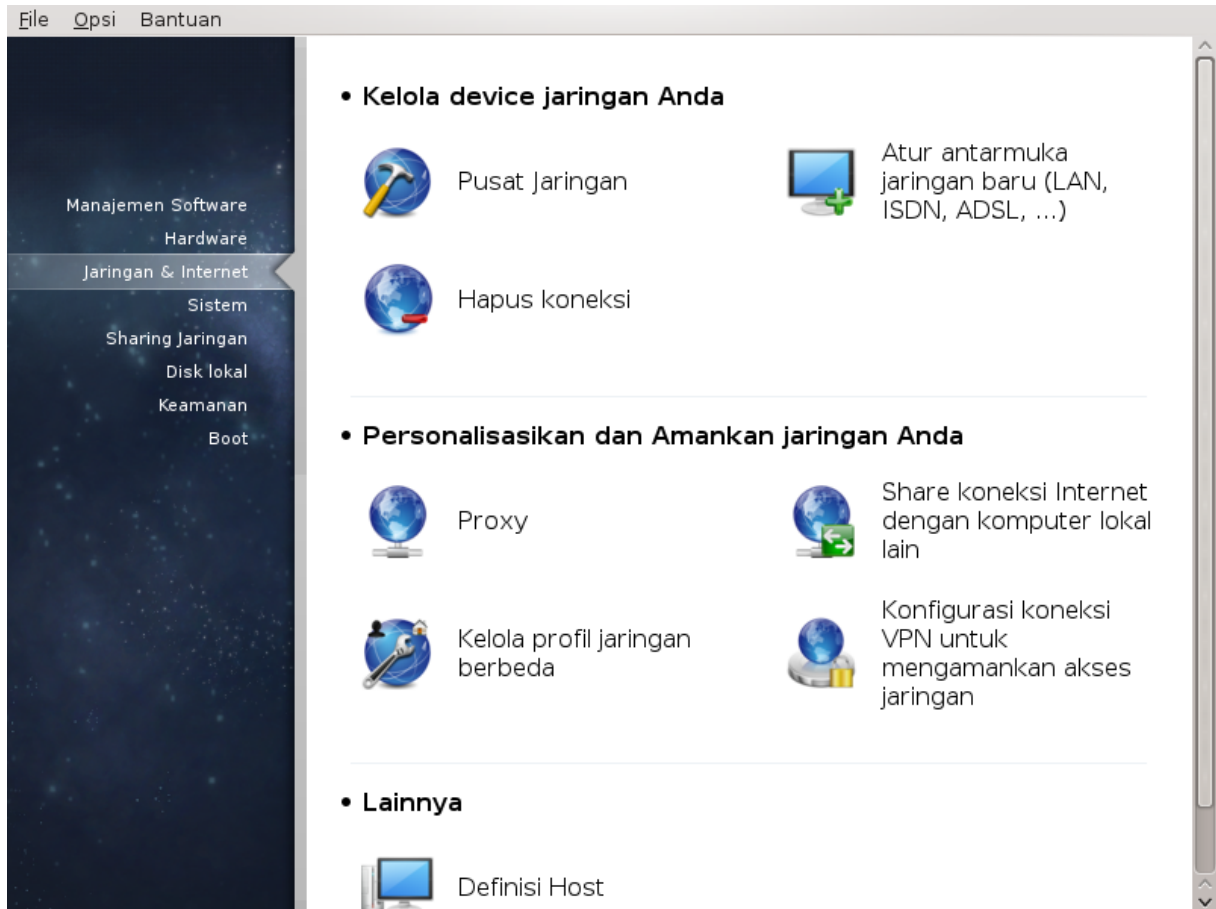 File Opsi Bantuan
Manajemen Software
Hardware
Jaringan & Internet
Sistem
Sharing Jaringan
Disk lokal
Keamanan
Boot
• Kelola device jaringan Anda
Pusat Jaringan
Atur antarmuka
jaringan baru (LAN,
ISDN, ADSL, ...)
Hapus koneksi
• Personalisasikan dan Amankan jaringan Anda
Proxy
Share koneksi Internet
dengan komputer lokal
lain
Kelola profil jaringan
berbeda
Konfigurasi koneksi
VPN untuk
mengamankan akses
jaringan
• Lainnya
Definisi Host